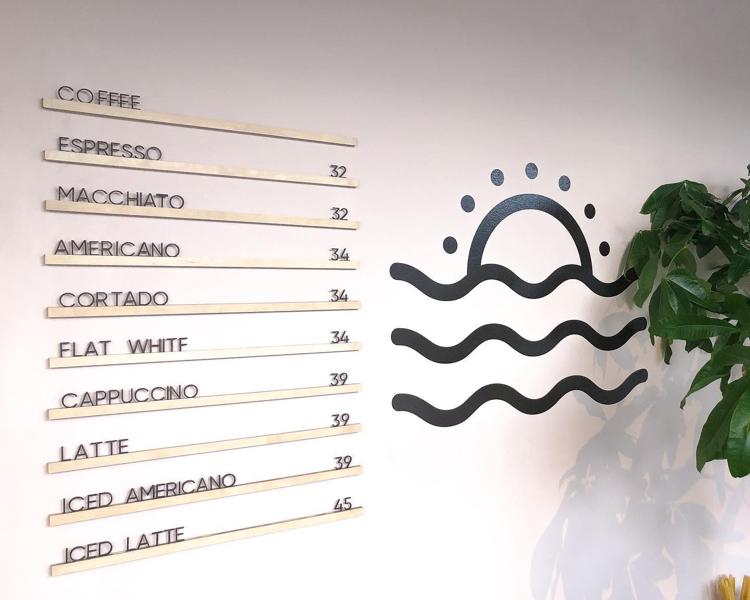 COFFEE
ESPRESSO 32
MACCHIATO 32
AMERICANO 34
CORTADO 34
FLAT WHITE 34
CAPPUCCINO 39
LATTE 39
ICED AMERICANO 39
ICED LATTE 45